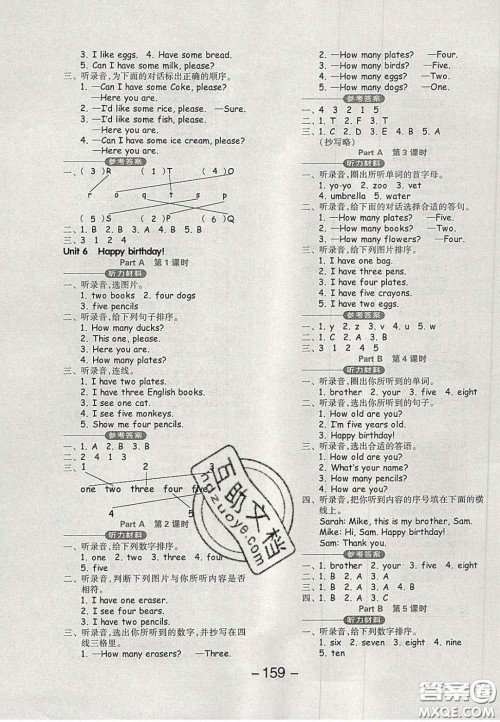 3. I like eggs. 4. Have some bread.
5. Can I have some milk, please?
三、听录音,为下面的对话标出正确的顺序。
1. —Can I have some Coke, please?
—Here you are.
2. —I'd like some rice, please. —Sure.
3. —I'd like some fish, please.
—Here you are.
4. —Can I have some ice cream, please?
—Here you are.
参考答案
一、(3)R (1)T (4)O
r o q t s p
(2)S (5)P (6)Q
二、4 1 2 3 5
三、3 1 2 4
Unit 6 Happy birthday!
Part A 第1课时
听力材料
一、听录音,选图片。
1. two books 2. four dogs
3. five pencils
二、听录音,给下列句子排序。
1. How many ducks?
2. This one, please.
3. Here you are.
4. How many plates?
三、听录音,连线。
1. I have two plates.
2. I have three English books.
3. I see one cat.
4. I see five monkeys.
5. Show me four pencils.
参考答案
一、1. A 2. B 3. B
二、2 4 1 3
三、1 2 3
one two three four five
4 5
Part A 第2课时
听力材料
一、听录音,给下列数字排序。
1. two 2. three 3. one 4. four
5. five
二、听录音,判断下列图片与你所听内容是否相符。
1. I have one eraser.
2. I see four bears.
3. I have two pencils.
三、听录音,选出你所听到的数字,并抄写在四线三格里。
1. —How many erasers? —Three.
2. —How many plates? —Five.
3. —How many birds? —Four.
4. —How many eggs? —Two.
5. —How many dogs? —One.
参考答案
一、4 3 2 1 5
三、1. C 2. D 3. E 4. B 5. A
(抄写略)
Part A 第3课时
听力材料
一、听录音,圈出所听单词的首字母。
1. yo-yo 2. zoo 3. vet
4. umbrella 5. water
二、听录音,给下面的对话选择合适的答句。
1. —How many plates? —Five.
2. —How many cakes? —Four.
3. —How many flowers? —Four.
三、听录音,给下列句子排序。
1. I have one bag.
2. I have three pens.
3. I have four plates.
4. I have five crayons.
5. I have two eggs.
参考答案
二、1. B 2. A 3. A
Part B 第4课时
听力材料
一、听录音,圈出你所听到的单词。
1. brother 2. nine 3. five 4. eight
二、听录音,选出你所听到的句子。
1. How old are you?
2. I'm five years old.
3. Happy birthday!
三、听录音,选出合适的答语。
1. How old are you?
2. What's your name?
3. How many plates?
四、听录音,把你听到内容的序号填在下面的横线上。
Sarah: Mike, this is my brother, Sam.
Mike: Hi, Sam. Happy birthday!
Sam: Thank you.
参考答案
一、1. brother 2. nine 3. five 4. eight
Part B 第5课时
听力材料
一、听录音,给下列数字排序。
1. six 2. seven 3. eight 4. nine
5. ten
— 159 —
互助文档
huzuoye.com
答案圈
MXQE.COM